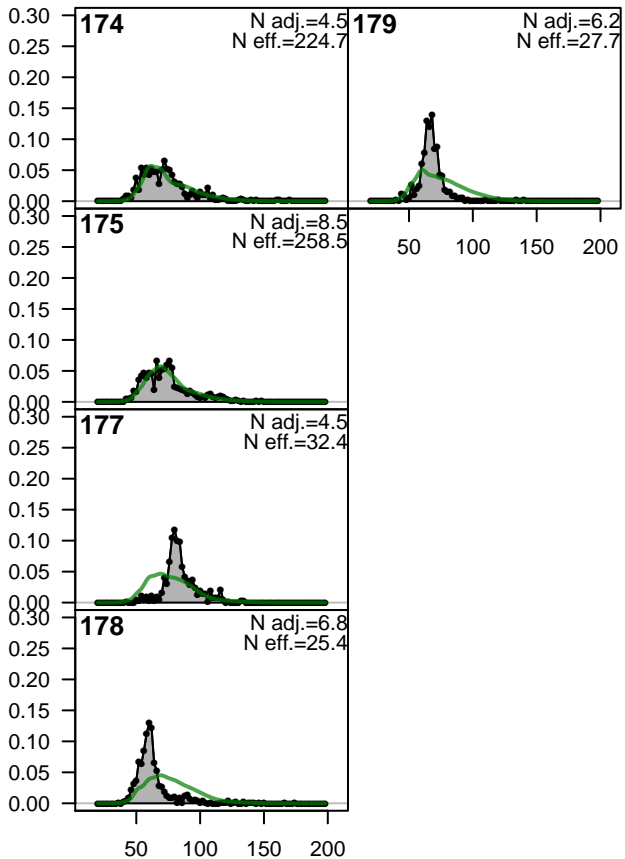 0.30
0.25
0.20
0.15
0.10
0.05
0.00
174
N adj.=4.5
N eff.=224.7
179
N adj.=6.2
N eff.=27.7
50 100 150 200
0.30
0.25
0.20
0.15
0.10
0.05
0.00
175
N adj.=8.5
N eff.=258.5
0.30
0.25
0.20
0.15
0.10
0.05
0.00
177
N adj.=4.5
N eff.=32.4
0.30
0.25
0.20
0.15
0.10
0.05
0.00
178
N adj.=6.8
N eff.=25.4
50 100 150 200